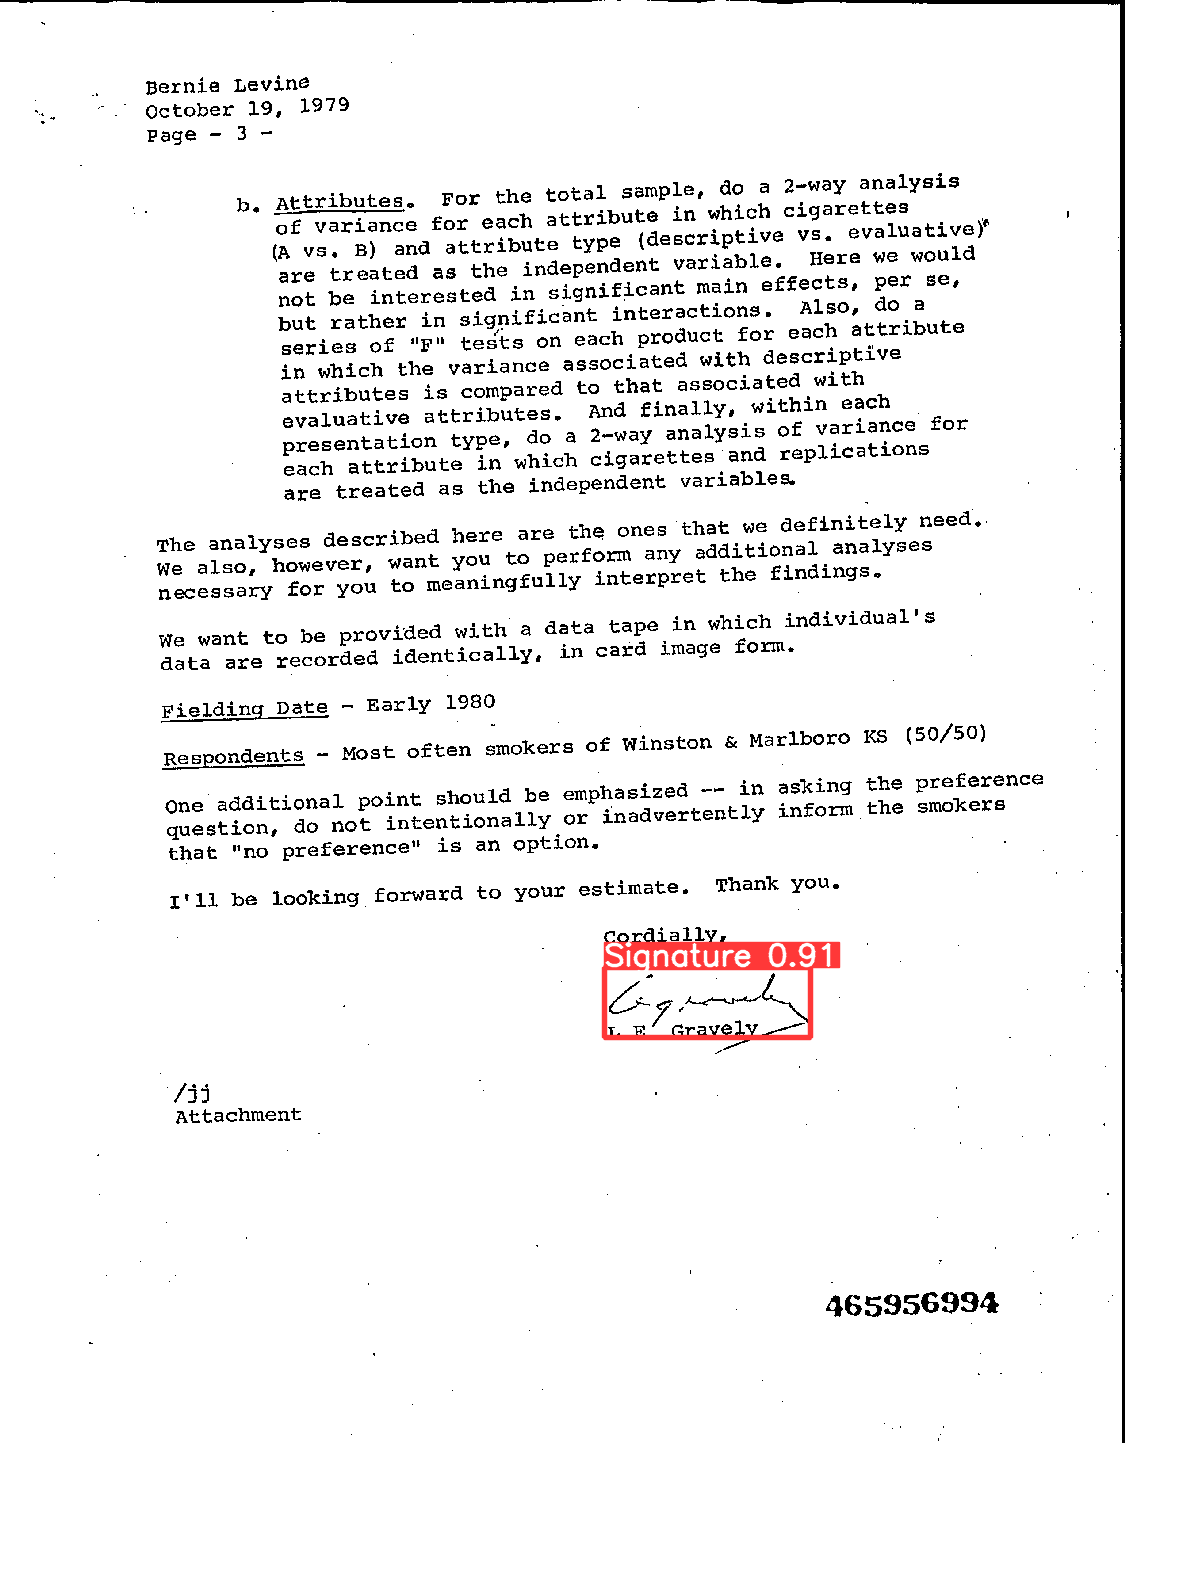 Bernie Levine
October 19, 1979
Page - 3 -
b. Attributes. For the total sample, do a 2-way analysis
of variance for each attribute in which cigarettes
(A vs. B) and attribute type (descriptive vs. evaluative)
are treated as the independent variable. Here we would
not be interested in significant main effects, per se,
but rather in significant interactions. Also, do a
series of "F" tests on each product for each attribute
in which the variance associated with descriptive
attributes is compared to that associated with
evaluative attributes. And finally, within each
presentation type, do a 2-way analysis of variance for
each attribute in which cigarettes and replications
are treated as the independent variables.
The analyses described here are the ones that we definitely need.
We also, however, want you to perform any additional analyses
necessary for you to meaningfully interpret the findings.
We want to be provided with a data tape in which individual's
data are recorded identically, in card image form.
Fielding Date - Early 1980
Respondents - Most often smokers of Winston & Marlboro KS (50/50)
One additional point should be emphasized -- in asking the preference
question, do not intentionally or inadvertently inform the smokers
that "no preference" is an option.
I'll be looking forward to your estimate. Thank you.
Cordially,
Signature 0.91
L E Gravely
/jj
Attachment
465956994